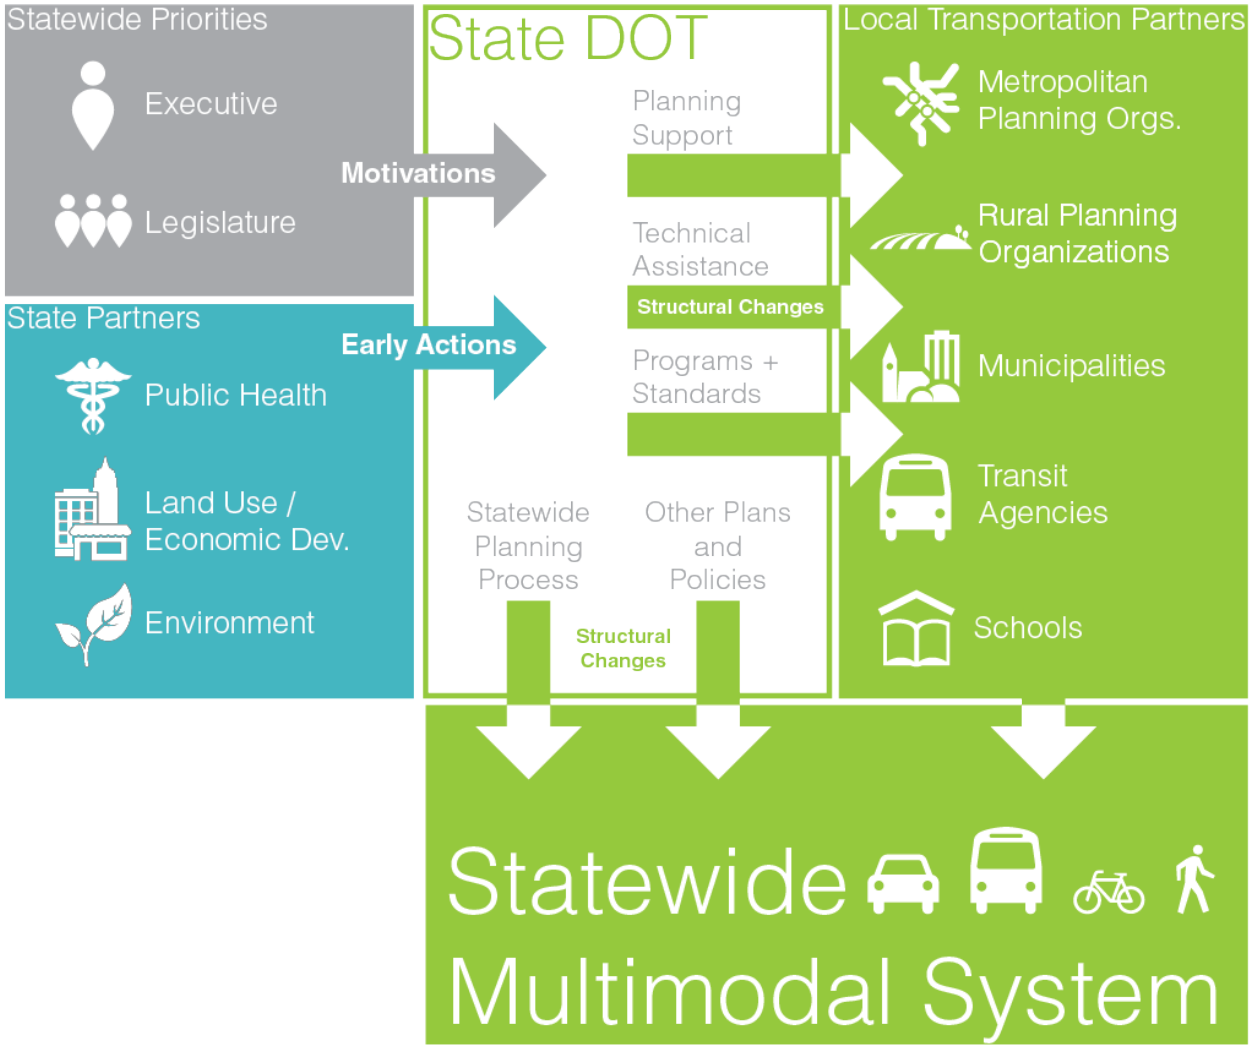 Statewide Priorities
Executive
Legislature
Motivations
State Partners
Early Actions
Public Health
Land Use /
Economic Dev.
Environment
State DOT
Planning
Support
Technical
Assistance
Structural Changes
Programs +
Standards
Statewide
Planning
Process
Other Plans
and
Policies
Structural
Changes
Local Transportation Partners
Metropolitan
Planning Orgs.
Rural Planning
Organizations
Municipalities
Transit
Agencies
Schools
Statewide
Multimodal System